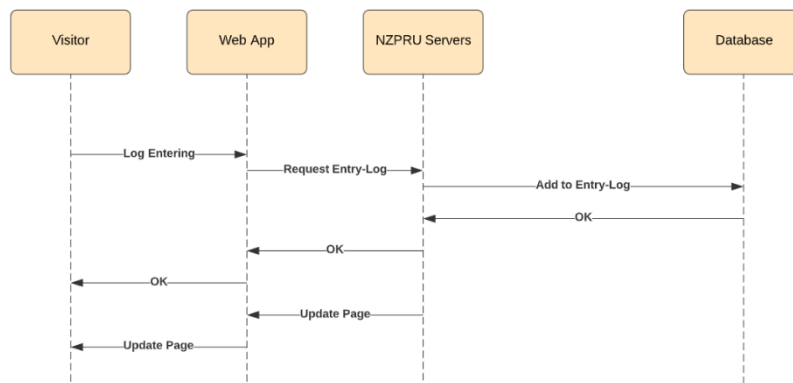 Visitor
Web App
NZPRU Servers
Database
Log Entering
Request Entry-Log
Add to Entry-Log
OK
OK
OK
Update Page
Update Page